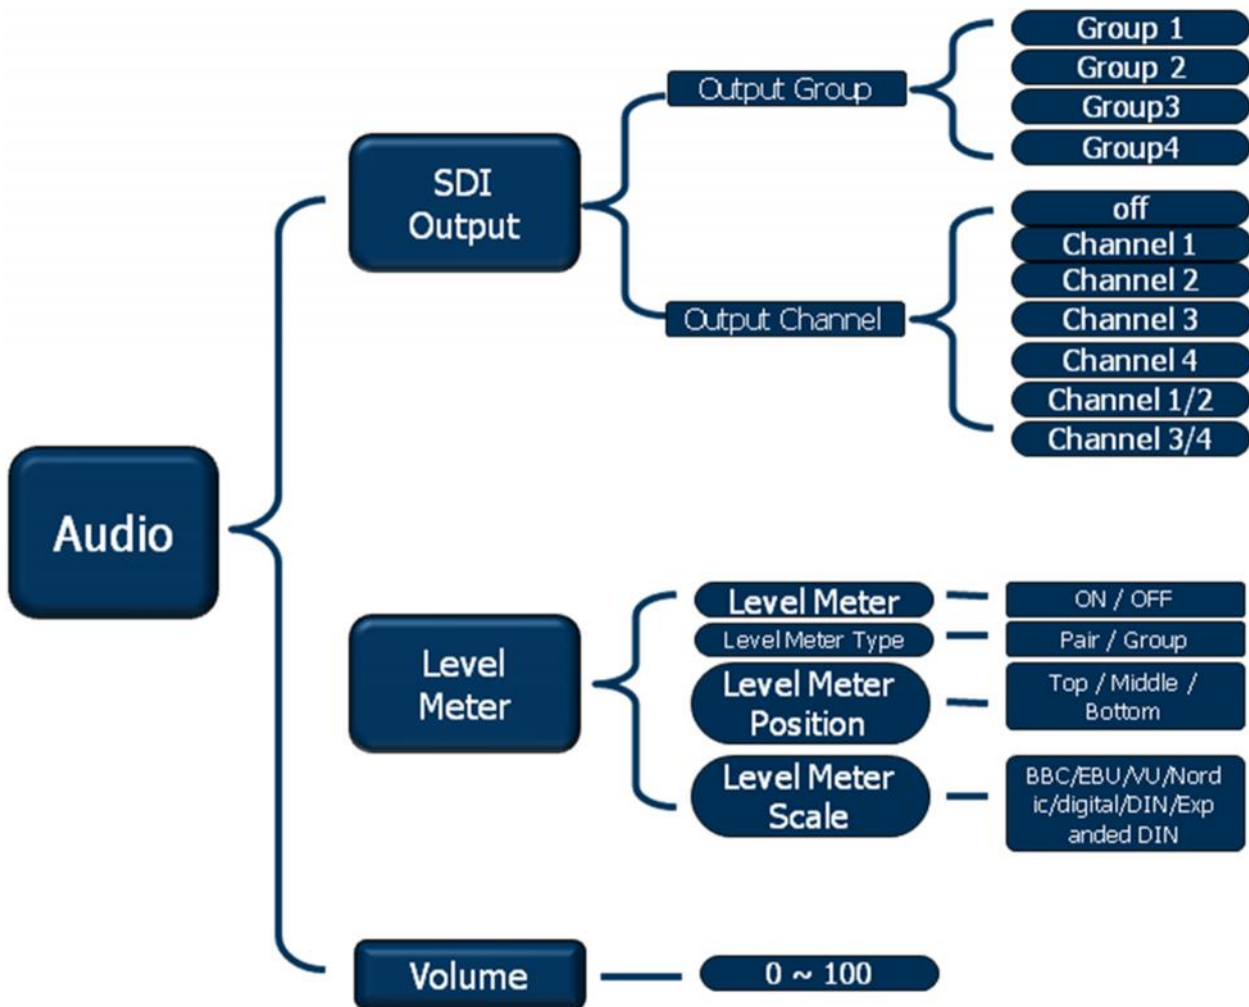 Audio
SDI
Output
Output Group
Group 1
Group 2
Group3
Group4
Output Channel
off
Channel 1
Channel 2
Channel 3
Channel 4
Channel 1/2
Channel 3/4
Level
Meter
Level Meter
ON / OFF
Level Meter Type
Pair / Group
Level Meter
Position
Top / Middle /
Bottom
Level Meter
Scale
BBC/EBU/VU/Nord
ic/digital/DIN/Exp
anded DIN
Volume
0 ~ 100